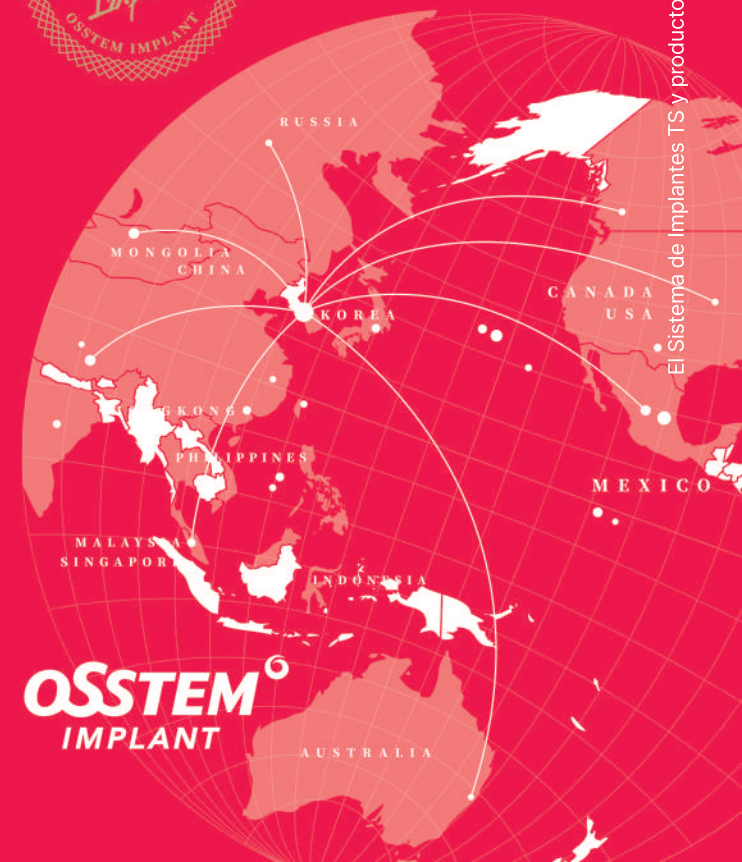 OSSTEM IMPLANT
El Sistema de Implantes TS y producto
RUSSIA
MONGOLIA
CHINA
KOREA
CANADA
USA
GKONG
PHILIPPINES
MEXICO
MALAYSIA
SINGAPORE
INDONESIA
OSSTEM
IMPLANT
AUSTRALIA